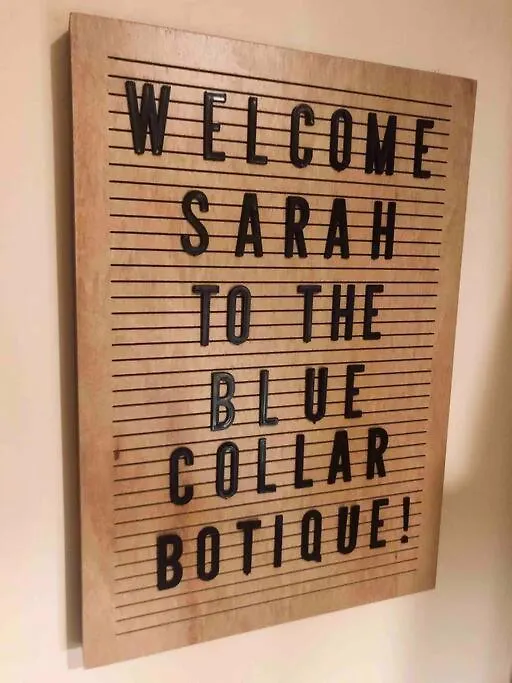 WELCOME
SARAH
TO THE
BLUE
COLLAR
BOTIQUE!